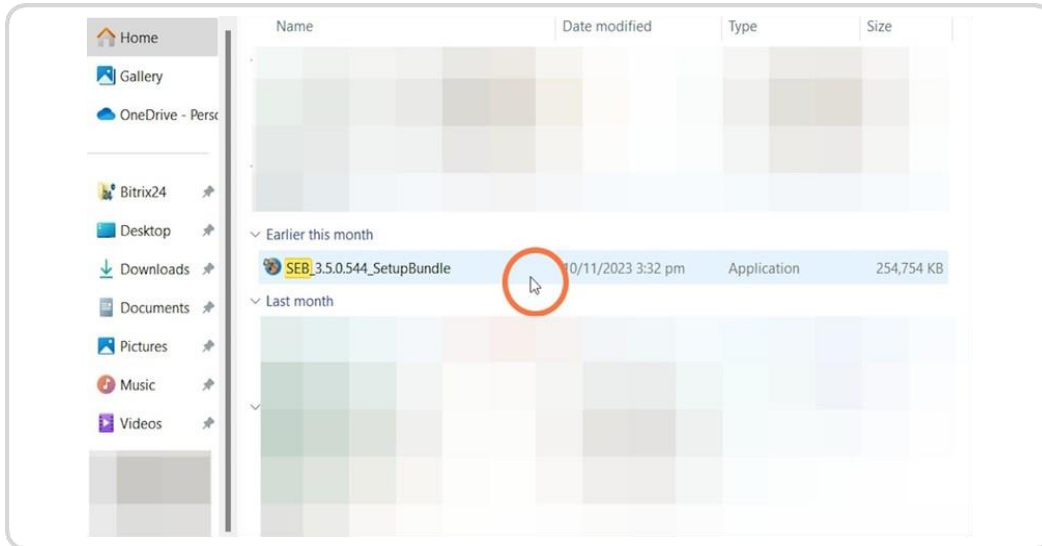 Home
Gallery
OneDrive - Perso
Bitrix24
Desktop
Downloads
Documents
Pictures
Music
Videos
Name Date modified Type Size
Earlier this month
SEB_3.5.0.544_SetupBundle 10/11/2023 3:32 pm Application 254,754 KB
Last month